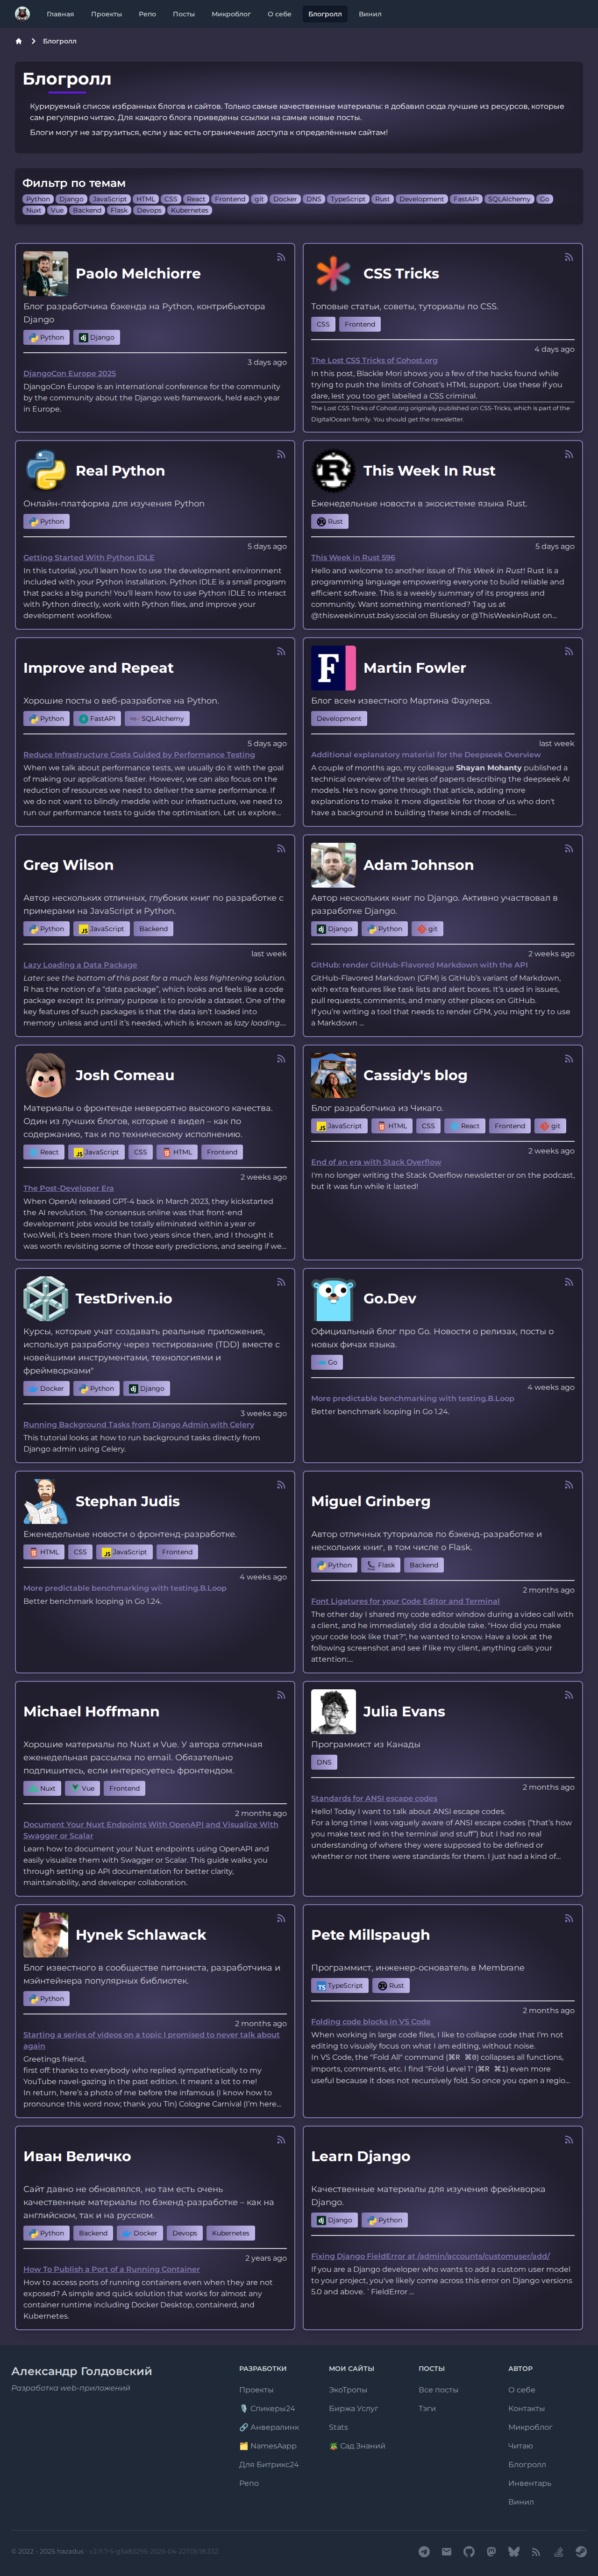 Главная Проекты Репо Посты Микроблог О себе Блогролл Винил
Блогролл
Блогролл
Курируемый список избранных блогов и сайтов. Только самые качественные материалы: я добавил сюда лучшие из ресурсов, которые
сам регулярно читаю. Для каждого блога приведены ссылки на самые новые посты.
Блоги могут не загрузиться, если у вас есть ограничения доступа к определённым сайтам!
Фильтр по темам
Python Django JavaScript HTML CSS React Frontend git Docker DNS TypeScript Rust Development FastAPI SQLAlchemy Go
Nuxt Vue Backend Flask Devops Kubernetes
Paolo Melchiorre
Блог разработчика бэкенда на Python, контрибьютора
Django
Python Django
3 days ago
DjangoCon Europe 2025
DjangoCon Europe is an international conference for the community
by the community about the Django web framework, held each year
in Europe.
CSS Tricks
Топовые статьи, советы, туториалы по CSS.
CSS Frontend
4 days ago
The Lost CSS Tricks of Cohost.org
In this post, Blackle Mori shows you a few of the hacks found while
trying to push the limits of Cohost's HTML support. Use these if you
dare, lest you too get labelled a CSS criminal.
The Lost CSS Tricks of Cohost.org originally published on CSS-Tricks, which is part of the
DigitalOcean family. You should get the newsletter.
Real Python
Онлайн-платформа для изучения Python
Python
5 days ago
Getting Started With Python IDLE
In this tutorial, you'll learn how to use the development environment
included with your Python installation. Python IDLE is a small program
that packs a big punch! You'll learn how to use Python IDLE to interact
with Python directly, work with Python files, and improve your
development workflow.
This Week In Rust
Еженедельные новости в экосистеме языка Rust.
Rust
5 days ago
This Week in Rust 596
Hello and welcome to another issue of This Week in Rust! Rust is a
programming language empowering everyone to build reliable and
efficient software. This is a weekly summary of its progress and
community. Want something mentioned? Tag us at
@thisweekinrust.bsky.social on Bluesky or @ThisWeekinRust on...
Improve and Repeat
Хорошие посты о веб-разработке на Python.
Python FastAPI SQLAlchemy
5 days ago
Reduce Infrastructure Costs Guided by Performance Testing
When we talk about performance tests, we usually do it with the goal
of making our applications faster. However, we can also focus on the
reduction of resources we need to deliver the same performance. If
we do not want to blindly meddle with our infrastructure, we need to
run our performance tests to guide the optimisation. Let us explore...
Martin Fowler
Блог всем известного Мартина Фаулера.
Development
last week
Additional explanatory material for the Deepseek Overview
A couple of months ago, my colleague Shayan Mohanty published a
technical overview of the series of papers describing the deepseek AI
models. He's now gone through that article, adding more
explanations to make it more digestible for those of us who don't
have a background in building these kinds of models....
Greg Wilson
Автор нескольких отличных, глубоких книг по разработке с
примерами на JavaScript и Python.
Python JavaScript Backend
last week
Lazy Loading a Data Package
Later: see the bottom of this post for a much less frightening solution.
R has the notion of a "data package", which looks and feels like a code
package except its primary purpose is to provide a dataset. One of the
key features of such packages is that the data isn't loaded into
memory unless and until it's needed, which is known as lazy loading....
Adam Johnson
Автор нескольких книг по Django. Активно участвовал в
разработке Django.
Django Python git
2 weeks ago
GitHub: render GitHub-Flavored Markdown with the API
GitHub-Flavored Markdown (GFM) is GitHub's variant of Markdown,
with extra features like task lists and alert boxes. It's used in issues,
pull requests, comments, and many other places on GitHub.
If you're writing a tool that needs to render GFM, you might try to use
a Markdown ...
Josh Comeau
Материалы о фронтенде невероятно высокого качества.
Один из лучших блогов, которые я видел – как по
содержанию, так и по техническому исполнению.
React JavaScript CSS HTML Frontend
2 weeks ago
The Post-Developer Era
When OpenAI released GPT-4 back in March 2023, they kickstarted
the AI revolution. The consensus online was that front-end
development jobs would be totally eliminated within a year or
two.Well, it's been more than two years since then, and I thought it
was worth revisiting some of those early predictions, and seeing if we...
Cassidy's blog
Блог разработчика из Чикаго.
JavaScript HTML CSS React Frontend git
2 weeks ago
End of an era with Stack Overflow
I'm no longer writing the Stack Overflow newsletter or on the podcast,
but it was fun while it lasted!
TestDriven.io
Курсы, которые учат создавать реальные приложения,
используя разработку через тестирование (TDD) вместе с
новейшими инструментами, технологиями и
фреймворками"
Docker Python Django
3 weeks ago
Running Background Tasks from Django Admin with Celery
This tutorial looks at how to run background tasks directly from
Django admin using Celery.
Go.Dev
Официальный блог про Go. Новости о релизах, посты о
новых фичах языка.
Go
4 weeks ago
More predictable benchmarking with testing.B.Loop
Better benchmark looping in Go 1.24.
Stephan Judis
Еженедельные новости о фронтенд-разработке.
HTML CSS JavaScript Frontend
4 weeks ago
More predictable benchmarking with testing.B.Loop
Better benchmark looping in Go 1.24.
Miguel Grinberg
Автор отличных туториалов по бэкенд-разработке и
нескольких книг, в том числе о Flask.
Python Flask Backend
2 months ago
Font Ligatures for your Code Editor and Terminal
The other day I shared my code editor window during a video call with
a client, and he immediately did a double take. "How did you make
your code look like that?", he wanted to know. Have a look at the
following screenshot and see if like my client, anything calls your
attention:...
Michael Hoffmann
Хорошие материалы по Nuxt и Vue. У автора отличная
еженедельная рассылка по email. Обязательно
подпишитесь, если интересуетесь фронтендом.
Nuxt Vue Frontend
2 months ago
Document Your Nuxt Endpoints With OpenAPI and Visualize With
Swagger or Scalar
Learn how to document your Nuxt endpoints using OpenAPI and
easily visualize them with Swagger or Scalar. This guide walks you
through setting up API documentation for better clarity,
maintainability, and developer collaboration.
Julia Evans
Программист из Канады
DNS
2 months ago
Standards for ANSI escape codes
Hello! Today I want to talk about ANSI escape codes.
For a long time I was vaguely aware of ANSI escape codes ("that's how
you make text red in the terminal and stuff") but I had no real
understanding of where they were supposed to be defined or
whether or not there were standards for them. I just had a kind of...
Hynek Schlawack
Блог известного в сообществе питониста, разработчика и
мэйнтейнера популярных библиотек.
Python
2 months ago
Starting a series of videos on a topic I promised to never talk about
again
Greetings friend,
first off: thanks to everybody who replied sympathetically to my
YouTube navel-gazing in the past edition. It meant a lot to me!
In return, here's a photo of me before the infamous (I know how to
pronounce this word now; thank you Tin) Cologne Carnival (I'm here...
Pete Millspaugh
Программист, инженер-основатель в Membrane
TypeScript Rust
2 months ago
Folding code blocks in VS Code
When working in large code files, I like to collapse code that I'm not
editing to visually focus on what I am editing, without noise.
In VS Code, the "Fold All" command (⌘R ⌘0) collapses all functions,
imports, comments, etc. I find "Fold Level 1" (⌘R ⌘1) even more
useful because it does not recursively fold. So once you open a regio...
Иван Величко
Сайт давно не обновлялся, но там есть очень
качественные материалы по бэкенд-разработке – как на
английском, так и на русском.
Python Backend Docker Devops Kubernetes
2 years ago
How To Publish a Port of a Running Container
How to access ports of running containers even when they are not
exposed? A simple and quick solution that works for almost any
container runtime including Docker Desktop, containerd, and
Kubernetes.
Learn Django
Качественные материалы для изучения фреймворка
Django.
Django Python
Fixing Django FieldError at /admin/accounts/customuser/add/
If you are a Django developer who wants to add a custom user model
to your project, you've likely come across this error on Django versions
5.0 and above. `FieldError ...
Александр Голдовский
Разработка web-приложений
РАЗРАБОТКИ
Проекты
Спикеры24
Анвералинк
NamesAapp
Для Битрикс24
Репо
МОИ САЙТЫ
ЭкоТропы
Биржа Услуг
Stats
Сад Знаний
ПОСТЫ
Все посты
Тэги
АВТОР
О себе
Контакты
Микроблог
Читаю
Блогролл
Инвентарь
Винил
© 2022 - 2025 hazadus